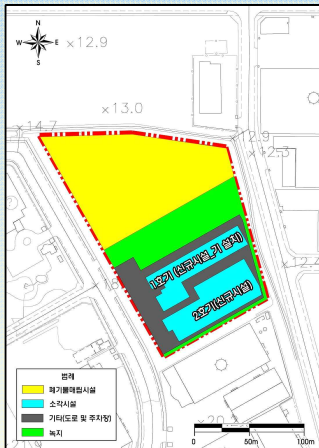 N
W E
S
×12.9
×13.0
×14.7
12.9
×12.3
1호기 (신규시설_기 설치)
2호기(신규시설)
범례
폐기물매립시설
소각시설
기타(도로 및 주차장)
녹지
0 50m 100m